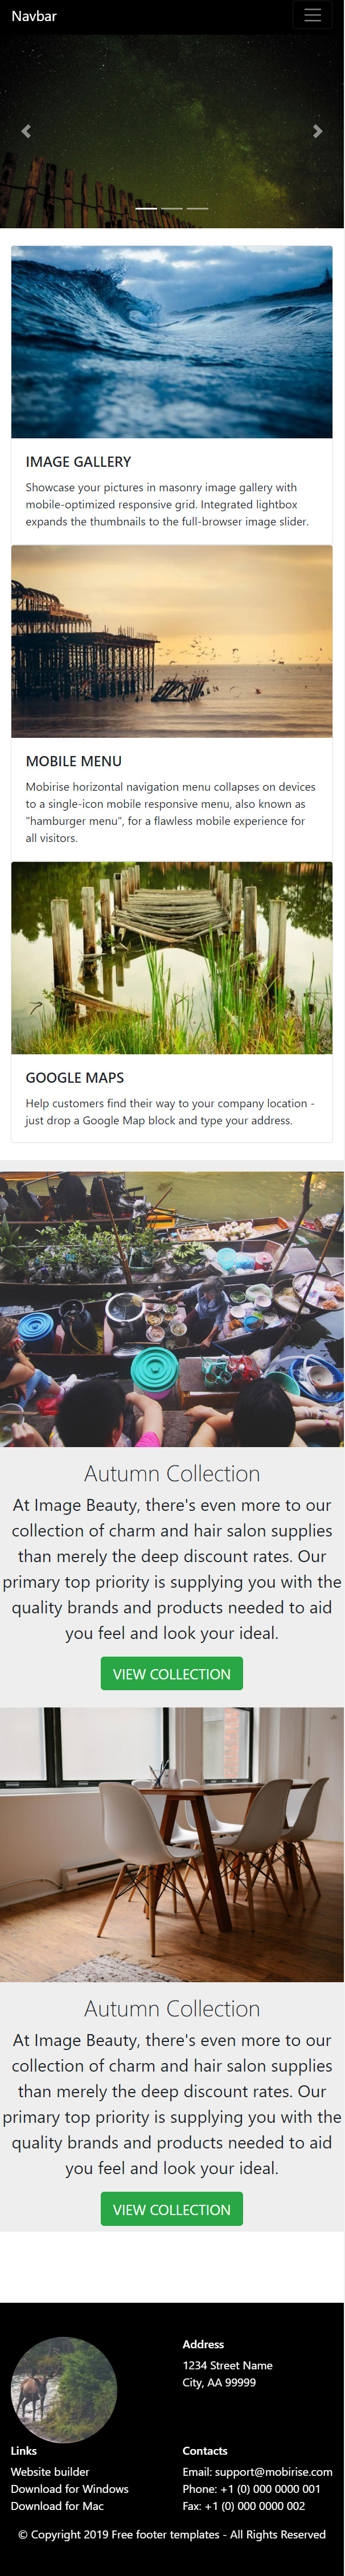 Navbar
IMAGE GALLERY
Showcase your pictures in masonry image gallery with
mobile-optimized responsive grid. Integrated lightbox
expands the thumbnails to the full-browser image slider.
MOBILE MENU
Mobirise horizontal navigation menu collapses on devices
to a single-icon mobile responsive menu, also known as
"hamburger menu", for a flawless mobile experience for
all visitors.
GOOGLE MAPS
Help customers find their way to your company location -
just drop a Google Map block and type your address.
Autumn Collection
At Image Beauty, there's even more to our
collection of charm and hair salon supplies
than merely the deep discount rates. Our
primary top priority is supplying you with the
quality brands and products needed to aid
you feel and look your ideal.
VIEW COLLECTION
Autumn Collection
At Image Beauty, there's even more to our
collection of charm and hair salon supplies
than merely the deep discount rates. Our
primary top priority is supplying you with the
quality brands and products needed to aid
you feel and look your ideal.
VIEW COLLECTION
Address
1234 Street Name
City, AA 99999
Links
Website builder
Download for Windows
Download for Mac
Contacts
Email: support@mobirise.com
Phone: +1 (0) 000 0000 001
Fax: +1 (0) 000 0000 002
© Copyright 2019 Free footer templates - All Rights Reserved